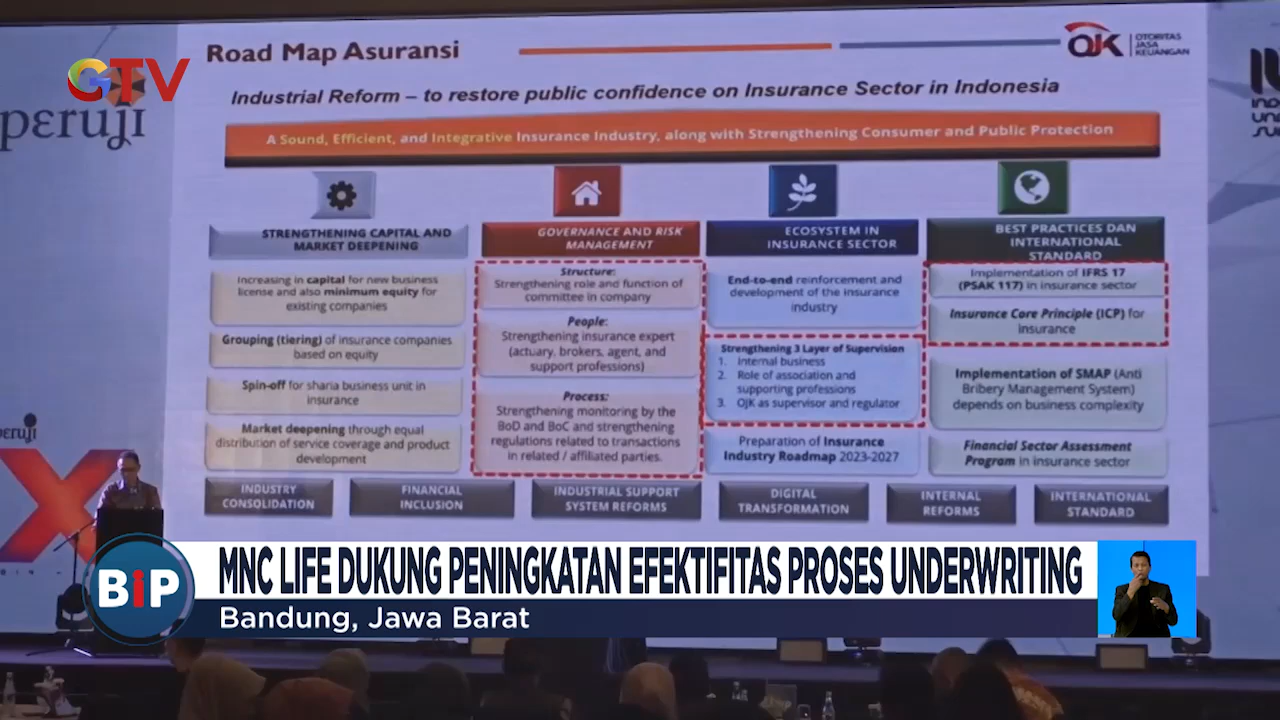 Road Map Asuransi
OJK
OTORITAS
JASA
KEUANGAN
GTV
peruji
Industrial Reform – to restore public confidence on Insurance Sector in Indonesia
A Sound, Efficient, and Integrative Insurance Industry, along with Strengthening Consumer and Public Protection
STRENGTHENING CAPITAL AND
MARKET DEEPENING
Increasing in capital for new business
license and also minimum equity for
existing companies
Grouping (tiering) of insurance companies
based on equity
Spin-off for sharia business unit in
insurance
Market deepening through equal
distribution of service coverage and product
development
GOVERNANCE AND RISK
MANAGEMENT
Structure:
Strengthening role and function of
committee in company
People:
Strengthening insurance expert
(actuary, brokers, agent, and
support professions)
Process:
Strengthening monitoring by the
BoD and BoC and strengthening
regulations related to transactions
in related / affiliated parties.
ECOSYSTEM IN
INSURANCE SECTOR
End-to-end reinforcement and
development of the insurance
industry
Strengthening 3 Layer of Supervision
1. Internal business
2. Role of association and
supporting professions
3. OJK as supervisor and regulator
Preparation of Insurance
Industry Roadmap 2023-2027
BEST PRACTICES DAN
INTERNATIONAL
STANDARD
Implementation of IFRS 17
(PSAK 117) in insurance sector
Insurance Core Principle (ICP) for
insurance
Implementation of SMAP (Anti
Bribery Management System)
depends on business complexity
Financial Sector Assessment
Program in insurance sector
INDUSTRY
CONSOLIDATION
FINANCIAL
INCLUSION
INDUSTRIAL SUPPORT
SYSTEM REFORMS
DIGITAL
TRANSFORMATION
INTERNAL
REFORMS
INTERNATIONAL
STANDARD
eruji
X
BiP
MNC LIFE DUKUNG PENINGKATAN EFEKTIFITAS PROSES UNDERWRITING
Bandung, Jawa Barat